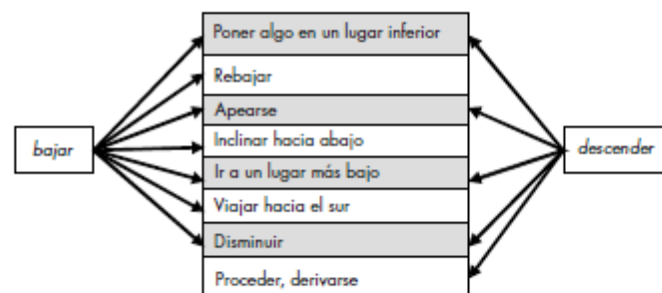 Poner algo en un lugar inferior
Rebajar
Apearse
Inclinar hacia abajo
bajar
descender
Ir a un lugar más bajo
Viajar hacia el sur
Disminuir
Proceder, derivarse